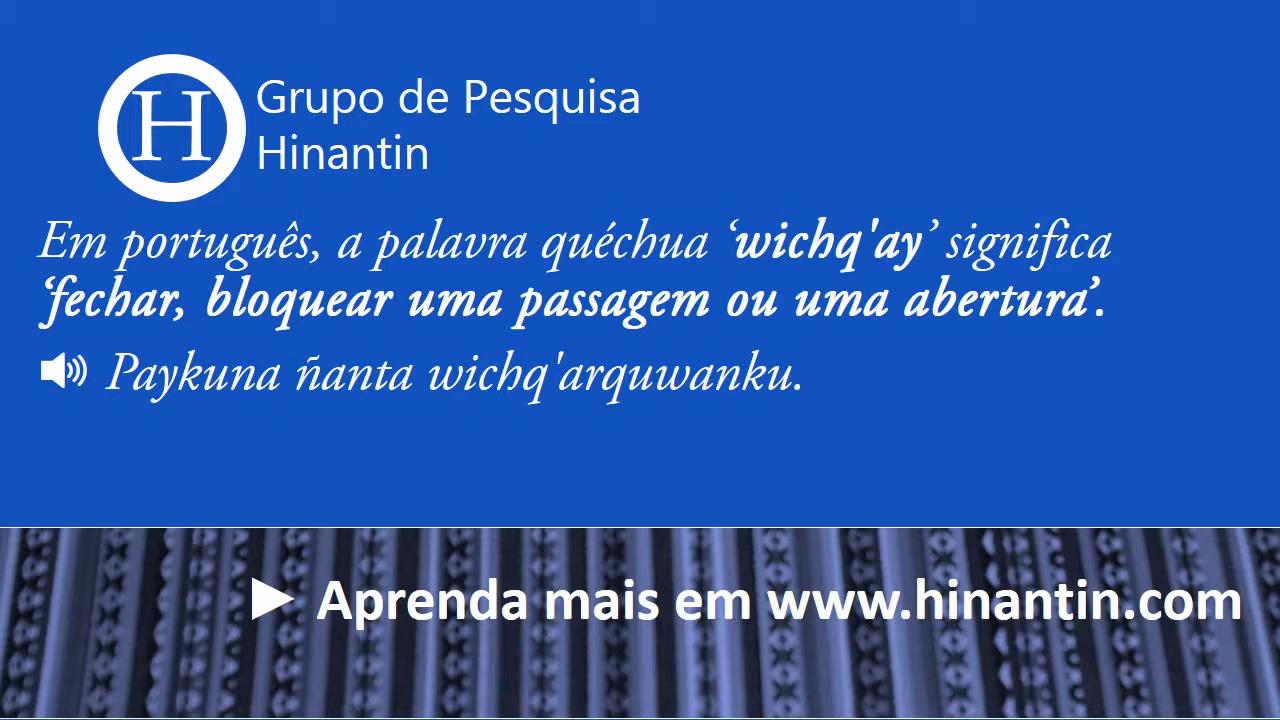 H
Grupo de Pesquisa
Hinantin
Em português, a palavra quéchua ‘wichq'ay’ significa
‘fechar, bloquear uma passagem ou uma abertura’.
Paykuna ñanta wichq'arquwanku.
► Aprenda mais em www.hinantin.com